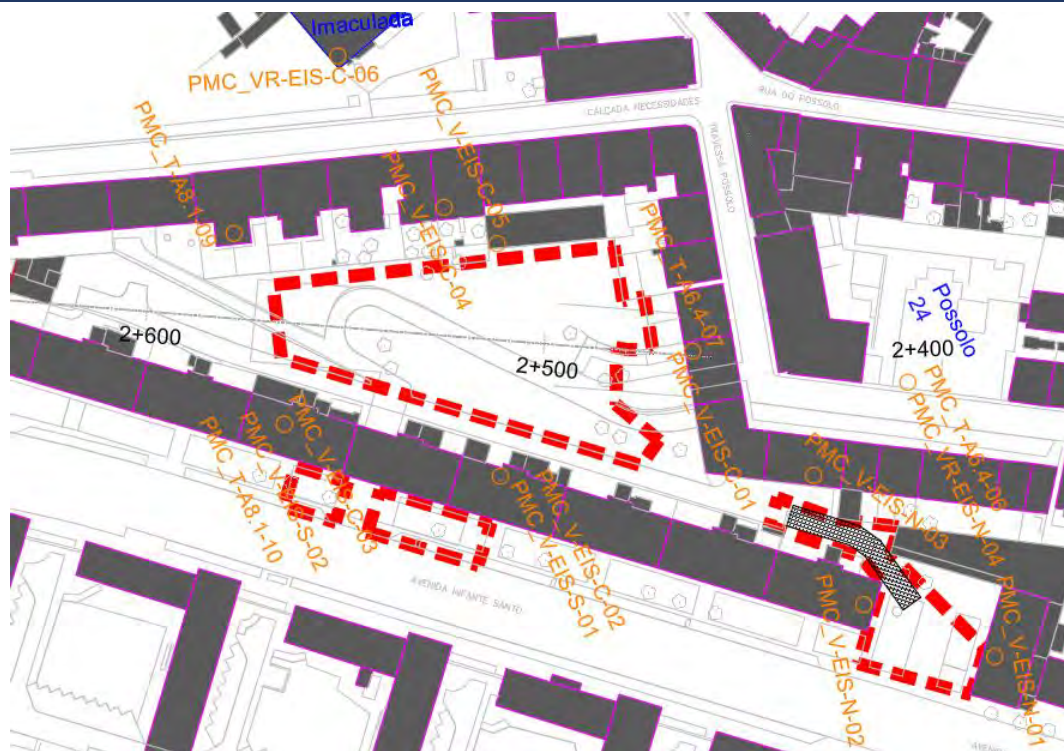 Imaculada
PMC_VR-EIS-C-06
CALÇADA NECESSIDADES
RUA DO POSSOLO
TRAVESSA POSSOLO
PMC_T-A8.1-09
PMC_V-EIS-C-05
PMC_V-EIS-C-04
PMC_T-A6.4-07
Possolo
24
2+600
2+500
2+400
PMC_V-EIS-C-01
PMC_T-A6.4-06
PMC_VR-EIS-N-04
PMC_V-EIS-N-03
PMC_V-EIS-C-03
PMC_V-EIS-S-02
PMC_T-A8.1-10
PMC_V-EIS-C-02
PMC_V-EIS-S-01
AVENIDA INFANTE SANTO
PMC_V-EIS-N-02
PMC_V-EIS-N-01